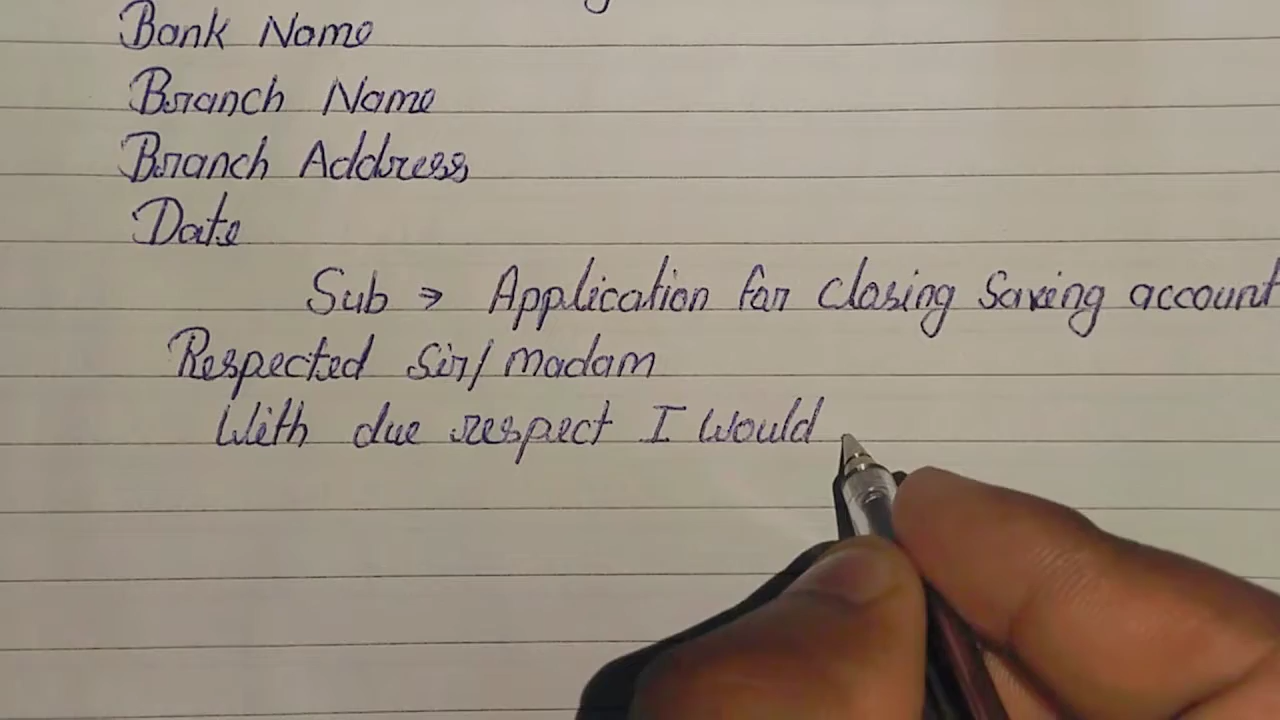 Bank Name
Branch Name
Branch Address
Date
Sub → Application for Closing Saving account
Respected Sir/madam
With due respect I Would